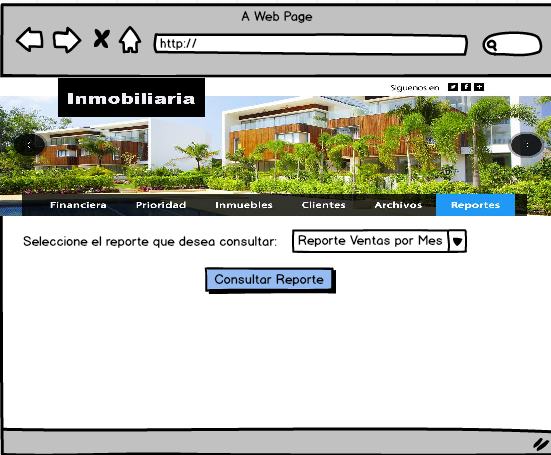 A Web Page
http://
Siguenos en
Inmobiliaria
Financiera Prioridad Inmuebles Clientes Archivos Reportes
Seleccione el reporte que desea consultar: Reporte Ventas por Mes
Consultar Reporte